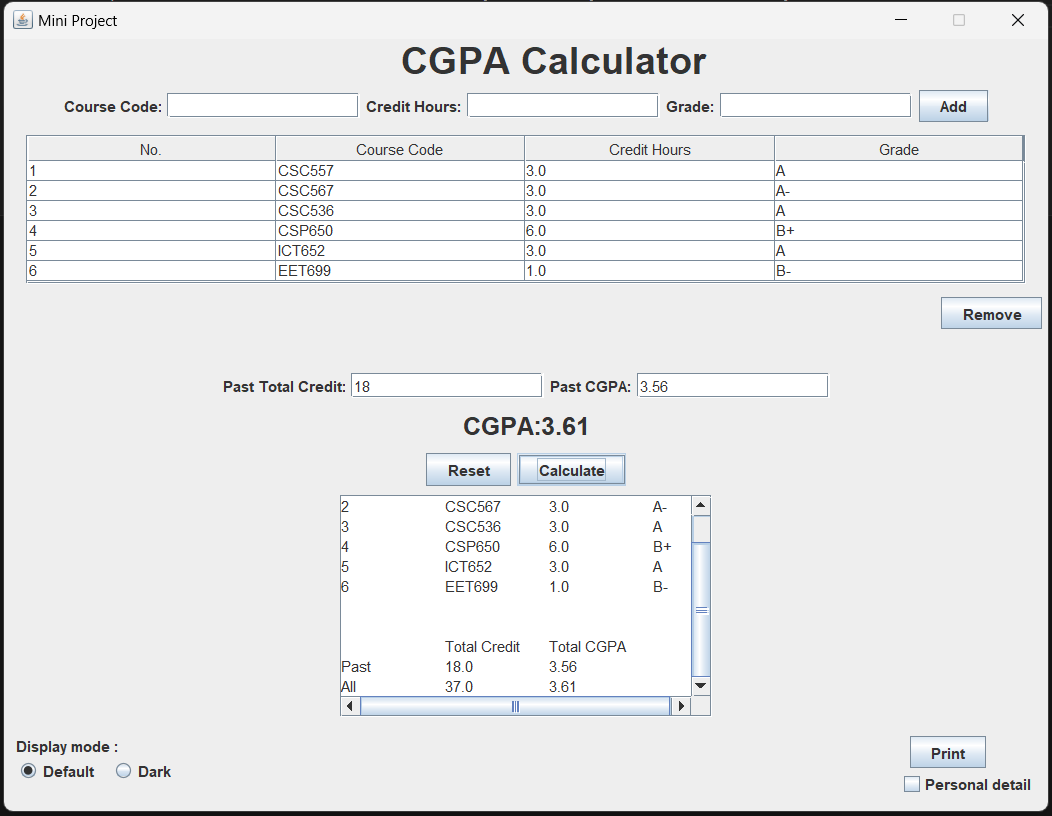 Mini Project
CGPA Calculator
Course Code: Credit Hours: Grade: Add
No. Course Code Credit Hours Grade
1 CSC557 3.0 A
2 CSC567 3.0 A-
3 CSC536 3.0 A
4 CSP650 6.0 B+
5 ICT652 3.0 A
6 EET699 1.0 B-
Remove
Past Total Credit: 18 Past CGPA: 3.56
CGPA:3.61
Reset Calculate
2 CSC567 3.0 A-
3 CSC536 3.0 A
4 CSP650 6.0 B+
5 ICT652 3.0 A
6 EET699 1.0 B-
Total Credit Total CGPA
Past 18.0 3.56
All 37.0 3.61
Display mode :
Default Dark
Print
Personal detail